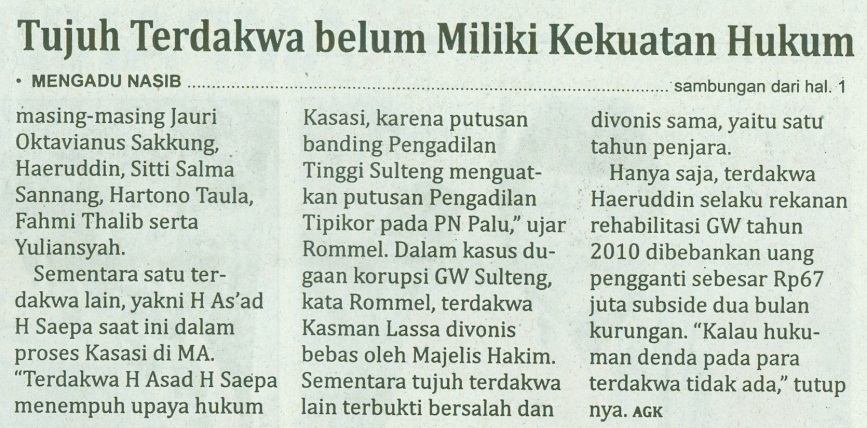 Tujuh Terdakwa belum Miliki Kekuatan Hukum
• MENGADU NASIB ........................................ sambungan dari hal. 1
masing-masing Jauri
Oktavianus Sakkung,
Haeruddin, Sitti Salma
Sannang, Hartono Taula,
Fahmi Thalib serta
Yuliansyah.
Sementara satu ter-
dakwa lain, yakni H As'ad
H Saepa saat ini dalam
proses Kasasi di MA.
"Terdakwa H Asad H Saepa
menempuh upaya hukum
Kasasi, karena putusan
banding Pengadilan
Tinggi Sulteng menguat-
kan putusan Pengadilan
Tipikor pada PN Palu," ujar
Rommel. Dalam kasus du-
gaan korupsi GW Sulteng,
kata Rommel, terdakwa
Kasman Lassa divonis
bebas oleh Majelis Hakim.
Sementara tujuh terdakwa
lain terbukti bersalah dan
divonis sama, yaitu satu
tahun penjara.
Hanya saja, terdakwa
Haeruddin selaku rekanan
rehabilitasi GW tahun
2010 dibebankan uang
pengganti sebesar Rp67
juta subside dua bulan
kurungan. "Kalau huku-
man denda pada para
terdakwa tidak ada," tutup
nya. AGK